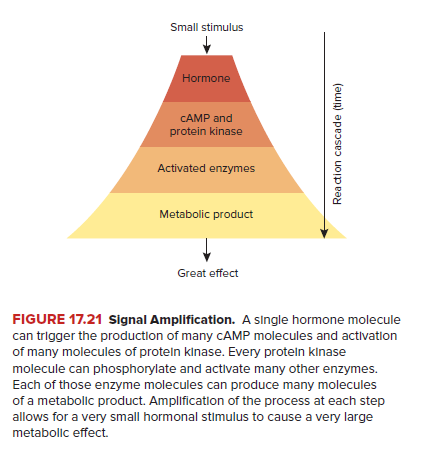 Small stimulus
Hormone
cAMP and
protein kinase
Activated enzymes
Metabolic product
Great effect
Reaction cascade (time)
FIGURE 17.21 Signal Amplification. A single hormone molecule
can trigger the production of many cAMP molecules and activation
of many molecules of protein kinase. Every protein kinase
molecule can phosphorylate and activate many other enzymes.
Each of those enzyme molecules can produce many molecules
of a metabolic product. Amplification of the process at each step
allows for a very small hormonal stimulus to cause a very large
metabolic effect.